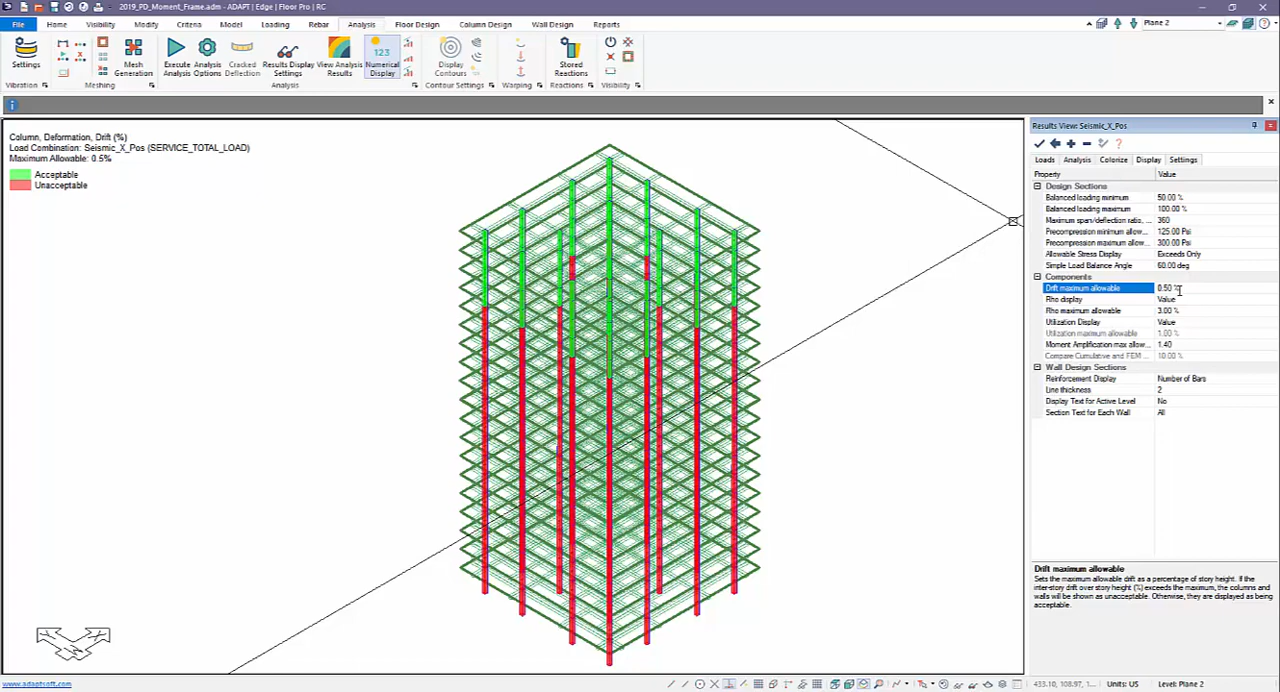 2019_PD_Moment_Frame.adm - ADAPT | Edge | Floor Pro | RC
File Home Visibility Modify Criteria Model Loading Rebar Analysis Floor Design Column Design Wall Design Reports
Plane 2
Settings
Mesh Generation
Execute Analysis
Analysis Options
Cracked Deflection
Results Display Settings
View Analysis Results
123
Numerical Display
Display Contours
Stored Reactions
Vibration Meshing Analysis Contour Settings Warping Reactions Visibility
Column, Deformation, Drift (%)
Load Combination: Seismic_X_Pos (SERVICE_TOTAL_LOAD)
Maximum Allowable: 0.5%
Acceptable
Unacceptable
Results View: Seismic_X_Pos
Loads Analysis Colorize Display Settings
Property Value
Design Sections
Balanced loading minimum 50.00 %
Balanced loading maximum 100.00 %
Maximum span/deflection ratio, ... 360
Precompression minimum allow... 125.00 Psi
Precompression maximum allow... 300.00 Psi
Allowable Stress Display Exceeds Only
Simple Load Balance Angle 60.00 deg
Components
Drift maximum allowable 0.50 %
Rho display Value
Rho maximum allowable 3.00 %
Utilization Display Value
Utilization maximum allowable 1.00 %
Moment Amplification max allow... 1.40
Compare Cumulative and FEM ... 10.00 %
Wall Design Sections
Reinforcement Display Number of Bars
Line thickness 2
Display Text for Active Level No
Section Text for Each Wall All
Drift maximum allowable
Sets the maximum allowable drift as a percentage of story height. If the
inter-story drift over story height (%) exceeds the maximum, the columns and
walls will be shown as unacceptable. Otherwise, they are displayed as being
acceptable.
www.adaptsoft.com
433.10, 108.97, 1... Units: US Level: Plane 2